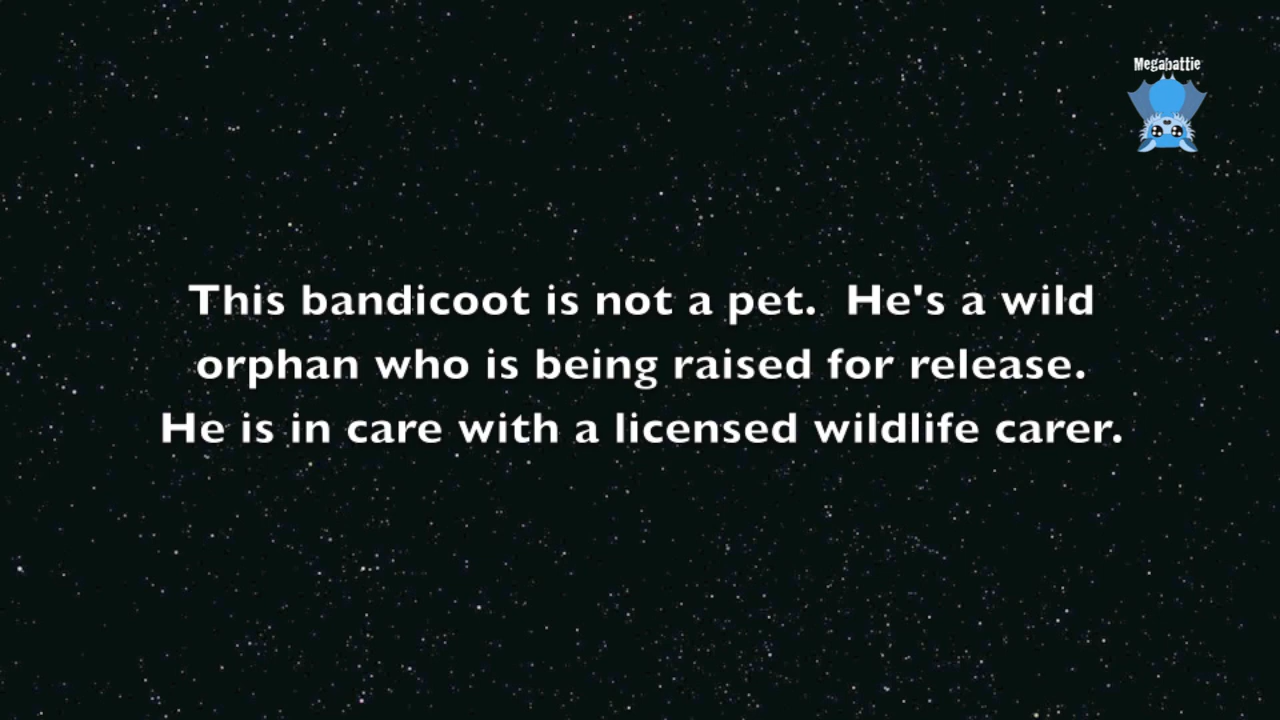 Megabattie
This bandicoot is not a pet.  He's a wild
orphan who is being raised for release.
He is in care with a licensed wildlife carer.